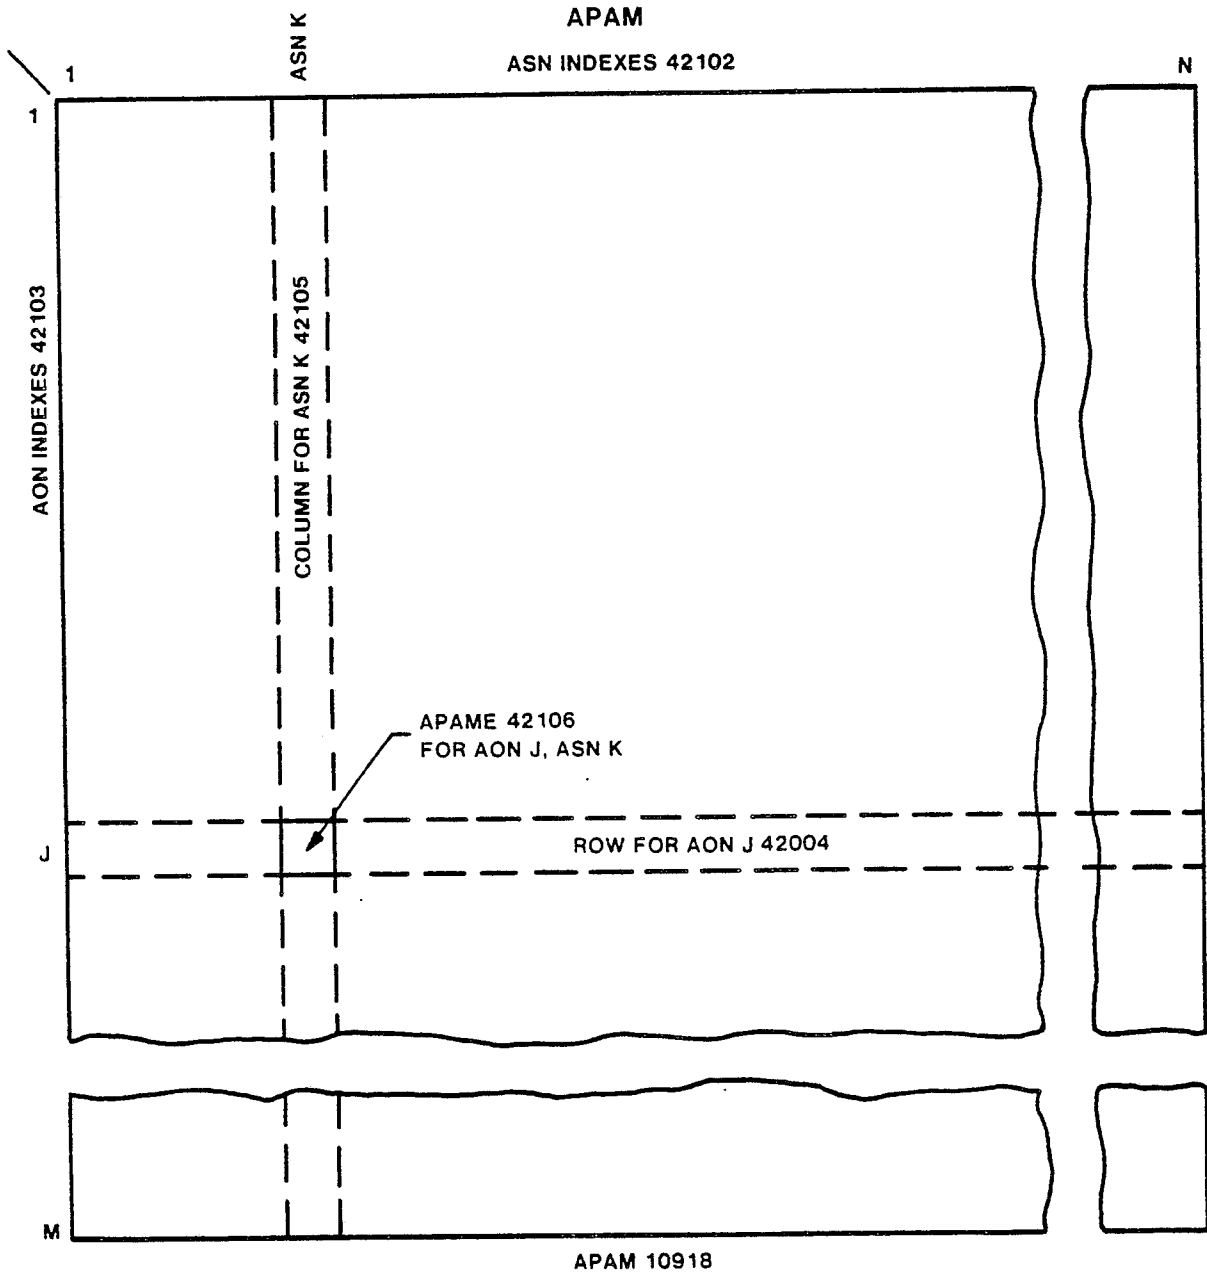 APAM
ASN K
ASN INDEXES 42102
1
N
1
AON INDEXES 42103
COLUMN FOR ASN K 42105
APAME 42106
FOR AON J, ASN K
J
ROW FOR AON J 42004
M
APAM 10918